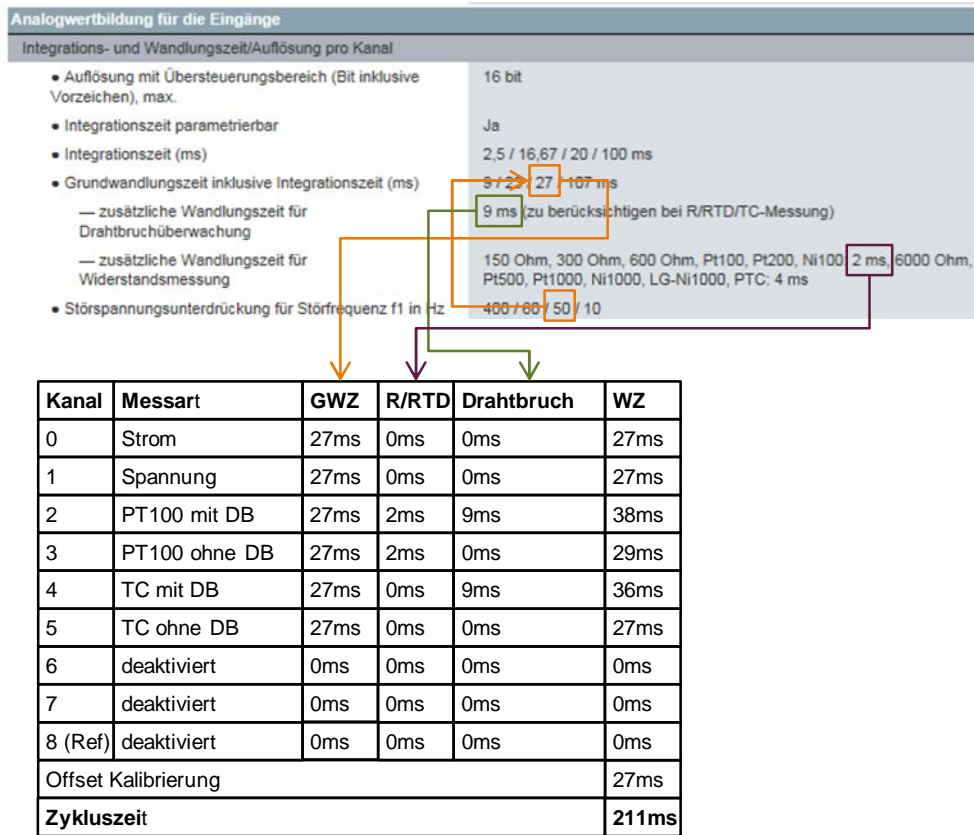 Analogwertbildung für die Eingänge
Integrations- und Wandlungszeit/Auflösung pro Kanal
• Auflösung mit Übersteuerungsbereich (Bit inklusive 16 bit
Vorzeichen), max.
• Integrationszeit parametrierbar Ja
• Integrationszeit (ms) 2,5 / 16,67 / 20 / 100 ms
• Grundwandlungszeit inklusive Integrationszeit (ms) 9 / 23 / 27 / 107 ms
— zusätzliche Wandlungszeit für 9 ms (zu berücksichtigen bei R/RTD/TC-Messung)
Drahtbruchüberwachung
— zusätzliche Wandlungszeit für 150 Ohm, 300 Ohm, 600 Ohm, Pt100, Pt200, Ni100: 2 ms, 6000 Ohm,
Widerstandsmessung Pt500, Pt1000, Ni1000, LG-Ni1000, PTC: 4 ms
• Störspannungsunterdrückung für Störfrequenz f1 in Hz 400 / 60 / 50 / 10
Kanal Messart GWZ R/RTD Drahtbruch WZ
0 Strom 27ms 0ms 0ms 27ms
1 Spannung 27ms 0ms 0ms 27ms
2 PT100 mit DB 27ms 2ms 9ms 38ms
3 PT100 ohne DB 27ms 2ms 0ms 29ms
4 TC mit DB 27ms 0ms 9ms 36ms
5 TC ohne DB 27ms 0ms 0ms 27ms
6 deaktiviert 0ms 0ms 0ms 0ms
7 deaktiviert 0ms 0ms 0ms 0ms
8 (Ref) deaktiviert 0ms 0ms 0ms 0ms
Offset Kalibrierung 27ms
Zykluszeit 211ms